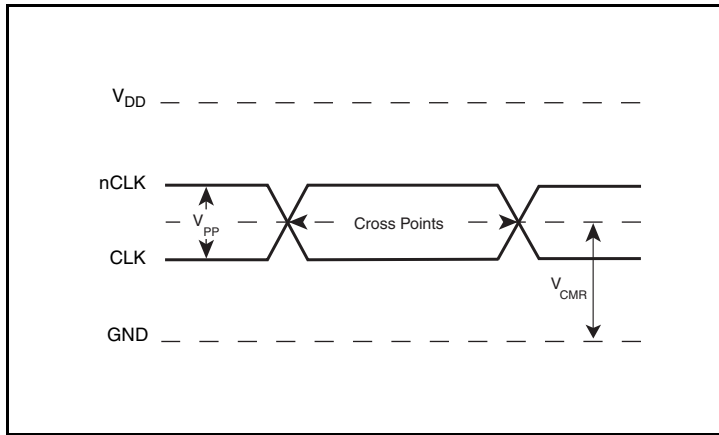 VDD
nCLK
VPP
Cross Points
CLK
VCMR
GND